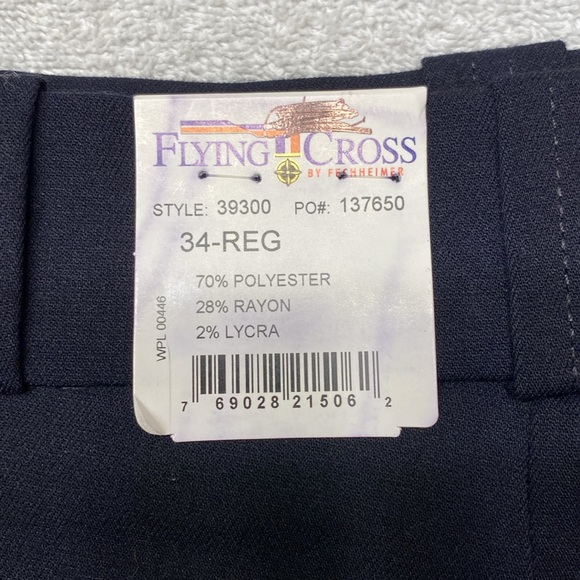 FLYING CROSS
BY FECHHEIMER
STYLE: 39300 PO#: 137650
34-REG
70% POLYESTER
28% RAYON
2% LYCRA
WPL 00446
7 69028 21506 2